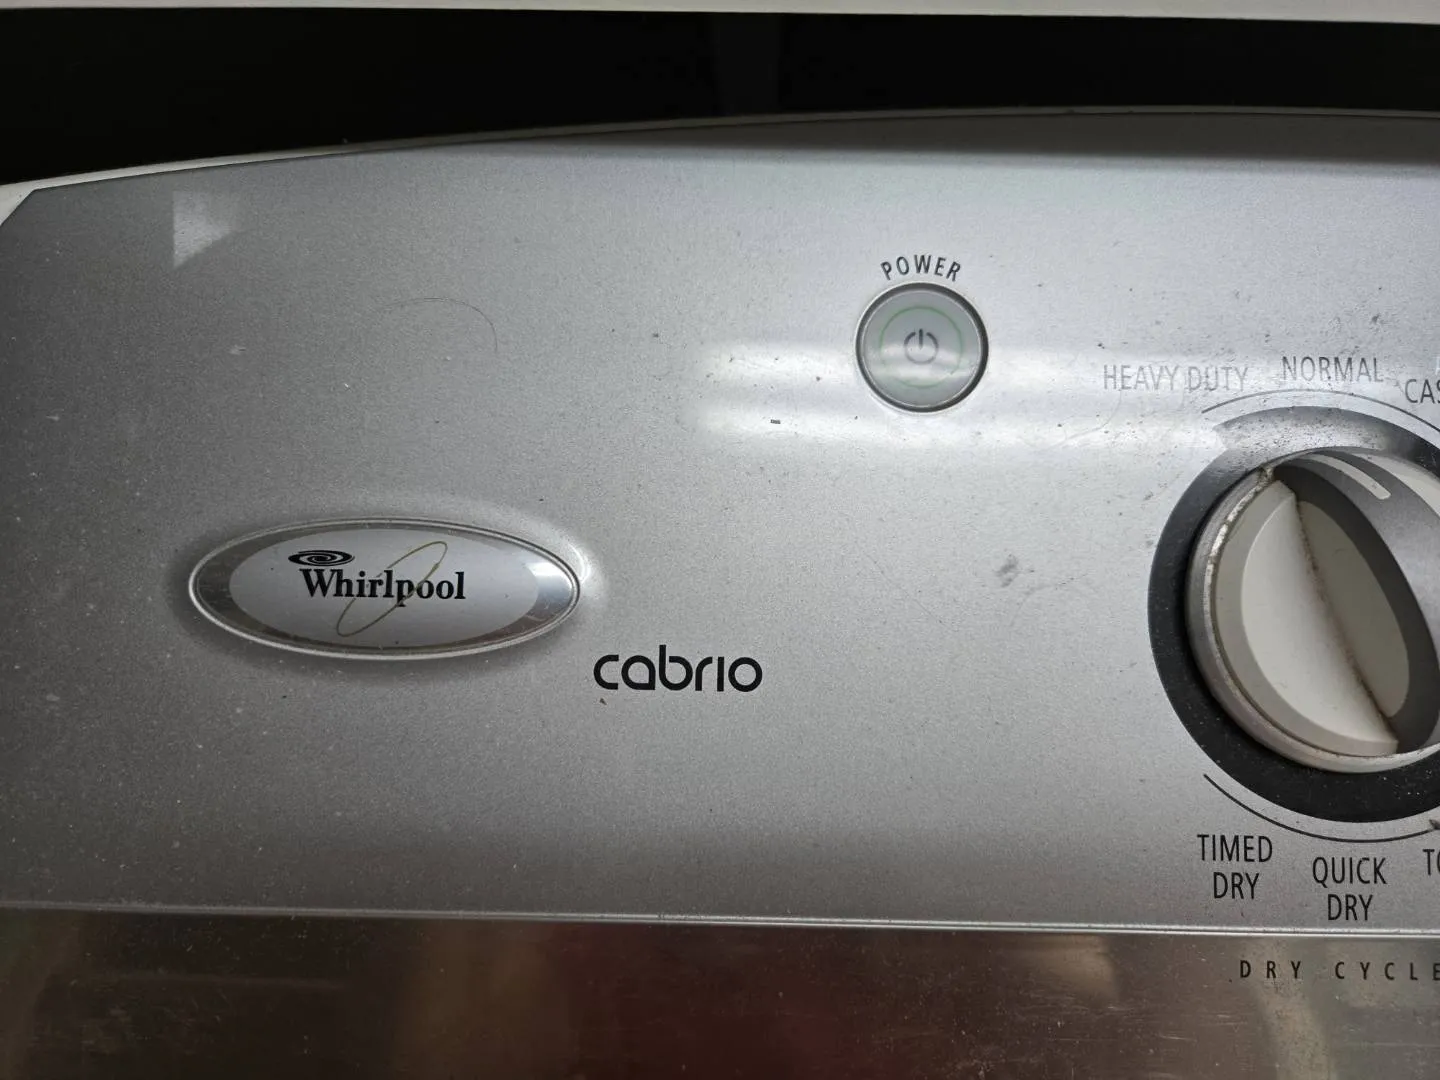 POWER
HEAVY DUTY
NORMAL
Whirlpool
cabrio
TIMED
DRY
QUICK
DRY
DRY CYCLE